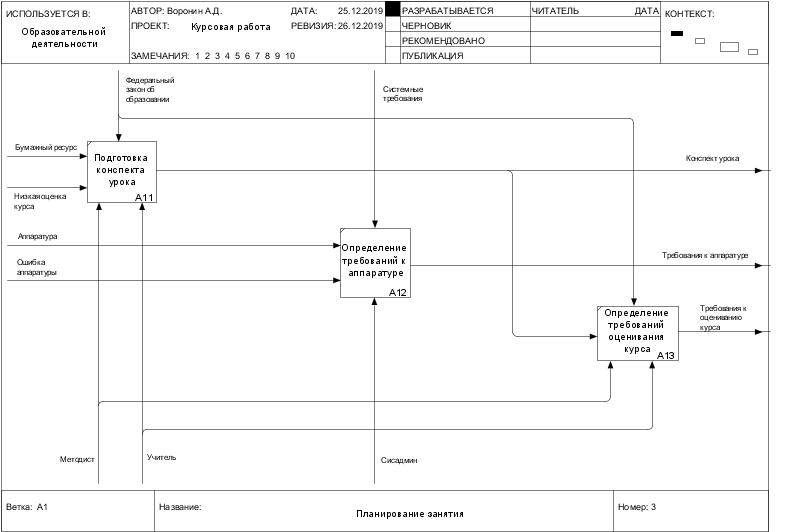 ИСПОЛЬЗУЕТСЯ В:
Образовательной
деятельности
АВТОР: Воронин А.Д.
ДАТА: 25.12.2019
ПРОЕКТ: Курсовая работа
РЕВИЗИЯ: 26.12.2019
ЗАМЕЧАНИЯ: 1 2 3 4 5 6 7 8 9 10
РАЗРАБАТЫВАЕТСЯ
ЧЕРНОВИК
РЕКОМЕНДОВАНО
ПУБЛИКАЦИЯ
ЧИТАТЕЛЬ ДАТА
КОНТЕКСТ:
Федеральный
закон об
образовании
Системные
требования
Бумажный ресурс
Низкая оценка
курса
Подготовка
конспекта
урока
A11
Конспект урока
Аппаратура
Ошибка
аппаратуры
Определение
требований к
аппаратуре
A12
Требования к аппаратуре
Определение
требований
оценивания
курса
A13
Требования к
оцениванию
курса
Методист
Учитель
Сисадмин
Ветка: A1
Название:
Планирование занятия
Номер: 3